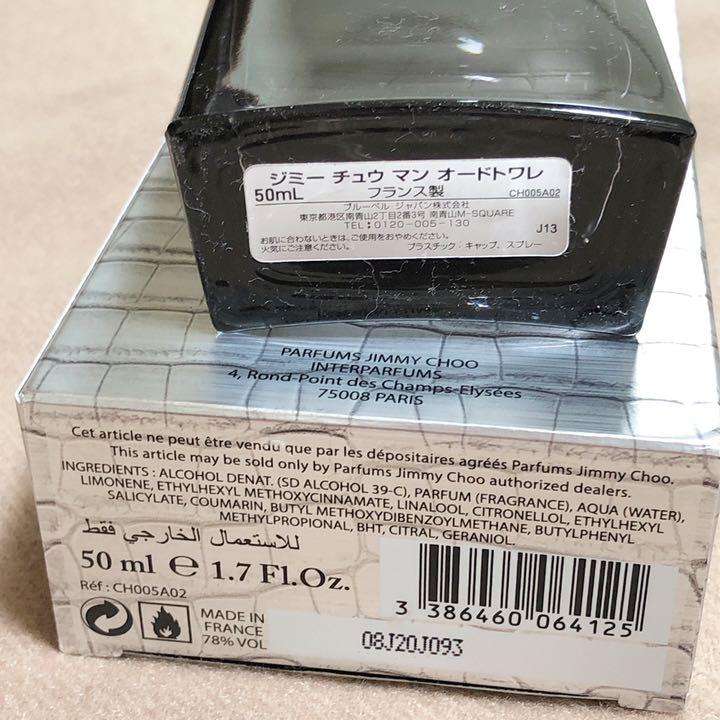 ジミー チュウ マン オードトワレ
50mL フランス製 CH005A02
ブルーベル ジャパン株式会社
東京都港区南青山2丁目2番3号 南青山M-SQUARE
TEL:0120-005-130
J13
お肌に合わないときは、ご使用をおやめください。
火気にご注意ください。 プラスチック:キャップ、スプレー
PARFUMS JIMMY CHOO
INTERPARFUMS
4, Rond-Point des Champs-Elysées
75008 PARIS
Cet article ne peut être vendu que par les dépositaires agréés Parfums Jimmy Choo.
This article may be sold only by Parfums Jimmy Choo authorized dealers.
INGREDIENTS : ALCOHOL DENAT. (SD ALCOHOL 39-C), PARFUM (FRAGRANCE), AQUA (WATER),
LIMONENE, ETHYLHEXYL METHOXYCINNAMATE, LINALOOL, CITRONELLOL, ETHYLHEXYL
SALICYLATE, COUMARIN, BUTYL METHOXYDIBENZOYLMETHANE, BUTYLPHENYL
METHYLPROPIONAL, BHT, CITRAL, GERANIOL.
للاستعمال الخارجي فقط
50 ml e 1.7 Fl.Oz.
Réf : CH005A02
MADE IN
FRANCE
78% VOL
3 386460 064125
08J20J093